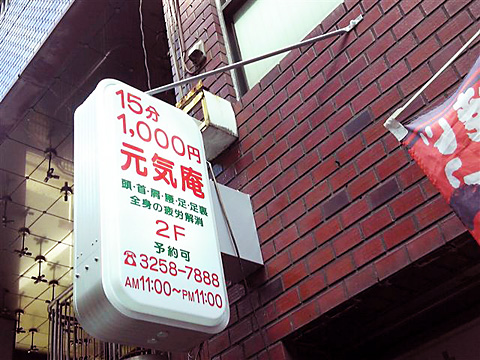 15分
1,000円
元気庵
頭・首・肩・腰・足・足裏
全身の疲労解消
2F
予約可
☎3258-7888
AM11:00〜PM11:00